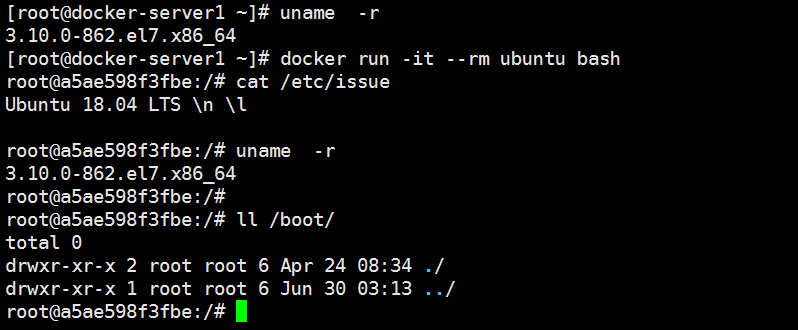 [root@docker-server1 ~]# uname  -r
3.10.0-862.el7.x86_64
[root@docker-server1 ~]# docker run -it --rm ubuntu bash
root@a5ae598f3fbe:/# cat /etc/issue
Ubuntu 18.04 LTS \n \l

root@a5ae598f3fbe:/# uname  -r
3.10.0-862.el7.x86_64
root@a5ae598f3fbe:/#
root@a5ae598f3fbe:/# ll /boot/
total 0
drwxr-xr-x 2 root root 6 Apr 24 08:34 ./
drwxr-xr-x 1 root root 6 Jun 30 03:13 ../
root@a5ae598f3fbe:/#